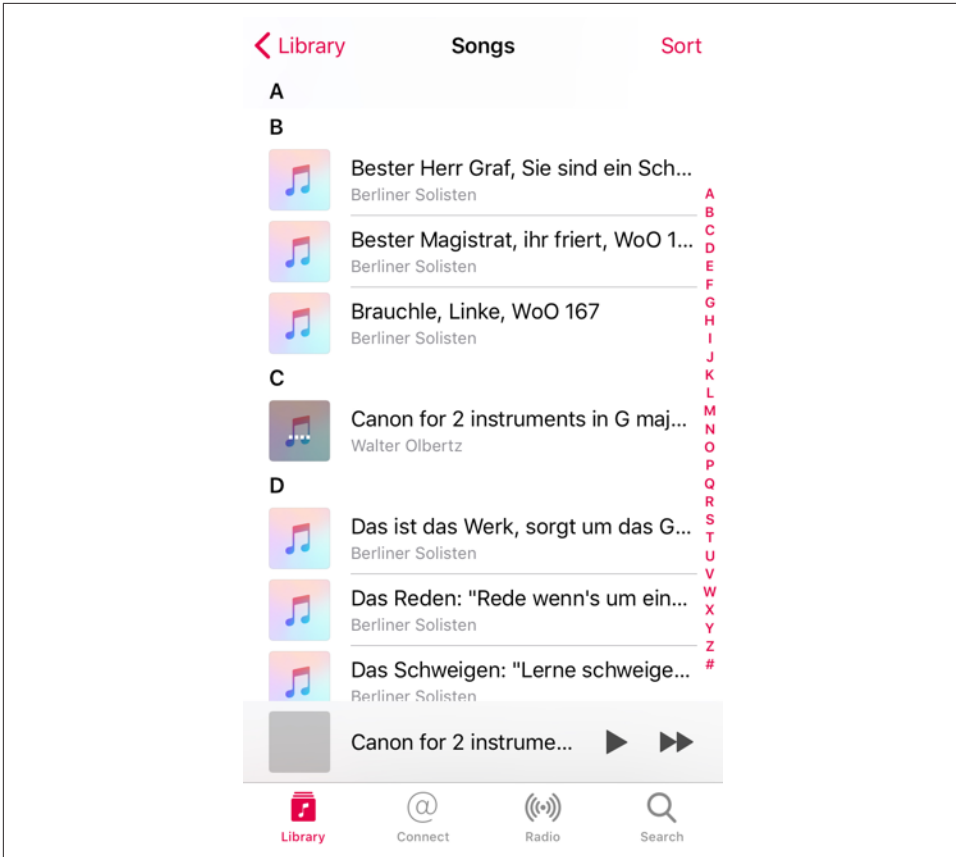 Library
Songs
Sort
A
B
Bester Herr Graf, Sie sind ein Sch...
Berliner Solisten
Bester Magistrat, ihr friert, WoO 1...
Berliner Solisten
Brauchle, Linke, WoO 167
Berliner Solisten
C
Canon for 2 instruments in G maj...
Walter Olbertz
D
Das ist das Werk, sorgt um das G...
Berliner Solisten
Das Reden: "Rede wenn's um ein...
Berliner Solisten
Das Schweigen: "Lerne schweige...
Berliner Solisten
A
B
C
D
E
F
G
H
I
J
K
L
M
N
O
P
Q
R
S
T
U
V
W
X
Y
Z
#
Canon for 2 instrume...
@
Library
Connect
Radio
Search